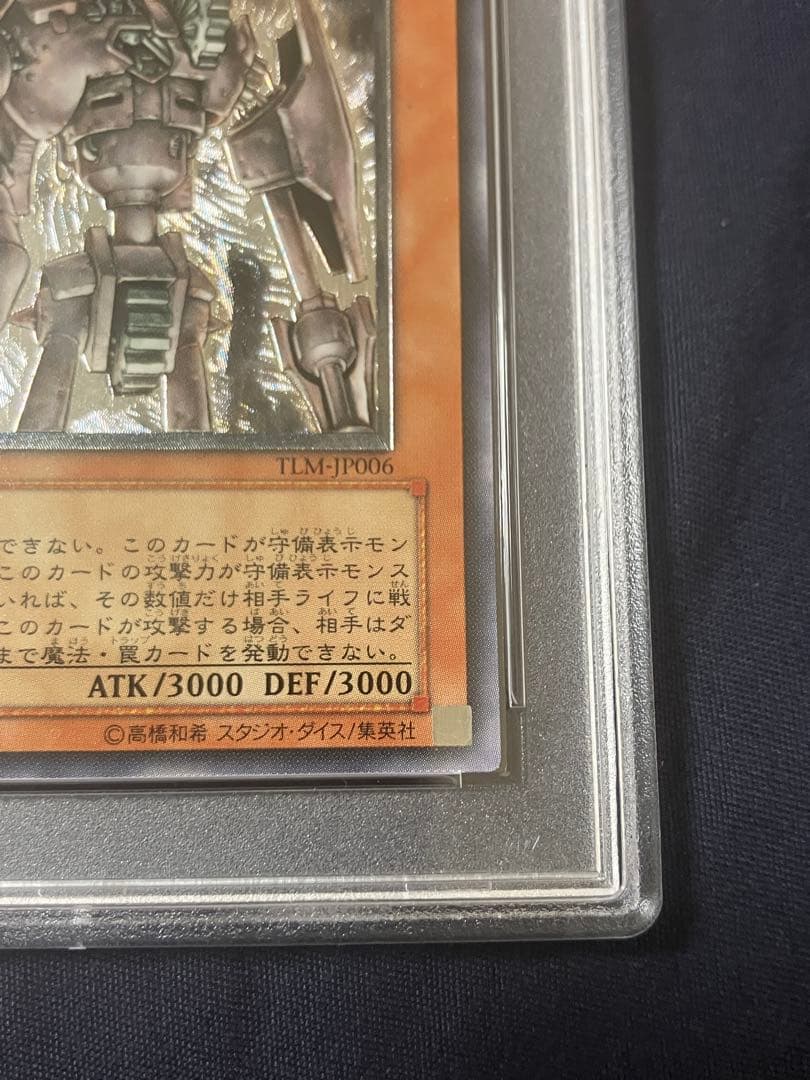 TLM-JP006
できない。このカードが守備表示モン
このカードの攻撃力が守備表示モンス
いれば、その数値だけ相手ライフに戦
このカードが攻撃する場合、相手はダ
まで魔法・罠カードを発動できない。
ATK/3000 DEF/3000
©高橋和希 スタジオ・ダイス/集英社